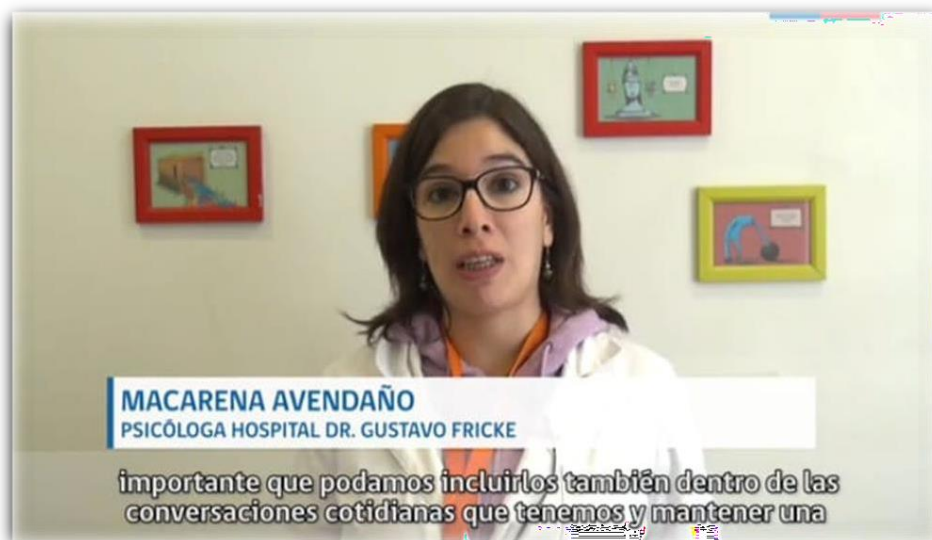 MACARENA AVENDAÑO
PSICÓLOGA HOSPITAL DR. GUSTAVO FRICKE
importante que podamos incluirlos también dentro de las
conversaciones cotidianas que tenemos y mantener una